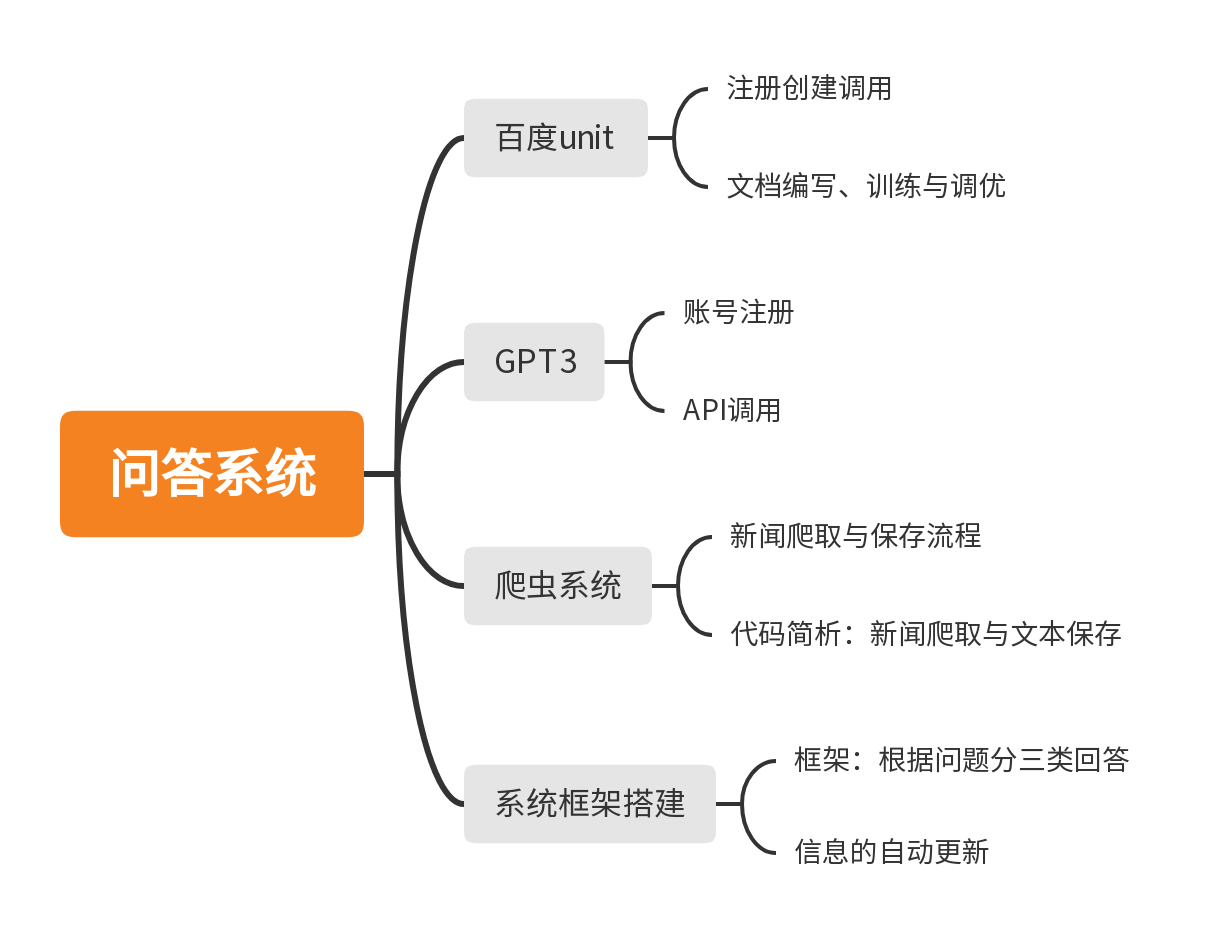 问答系统
百度unit
注册创建调用
文档编写、训练与调优
GPT3
账号注册
API调用
爬虫系统
新闻爬取与保存流程
代码简析：新闻爬取与文本保存
系统框架搭建
框架：根据问题分三类回答
信息的自动更新